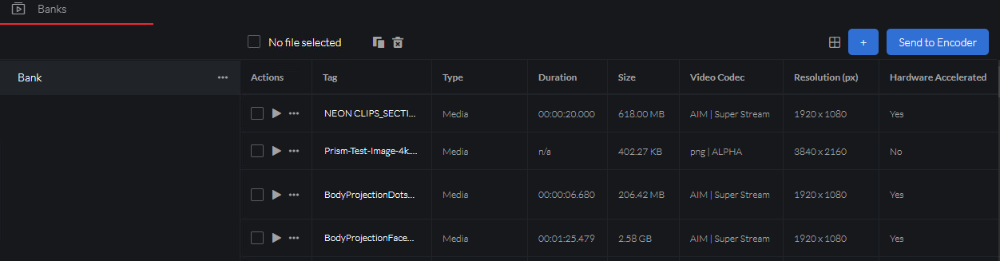 Banks
No file selected
+
Send to Encoder
Bank ...
Actions Tag Type Duration Size Video Codec Resolution (px) Hardware Accelerated
... NEON CLIPS_SECTI... Media 00:00:20.000 618.00 MB AIM | Super Stream 1920 x 1080 Yes
... Prism-Test-Image-4k.... Media n/a 402.27 KB png | ALPHA 3840 x 2160 No
... BodyProjectionDots... Media 00:00:06.680 206.42 MB AIM | Super Stream 1920 x 1080 Yes
... BodyProjectionFace... Media 00:01:25.479 2.58 GB AIM | Super Stream 1920 x 1080 Yes